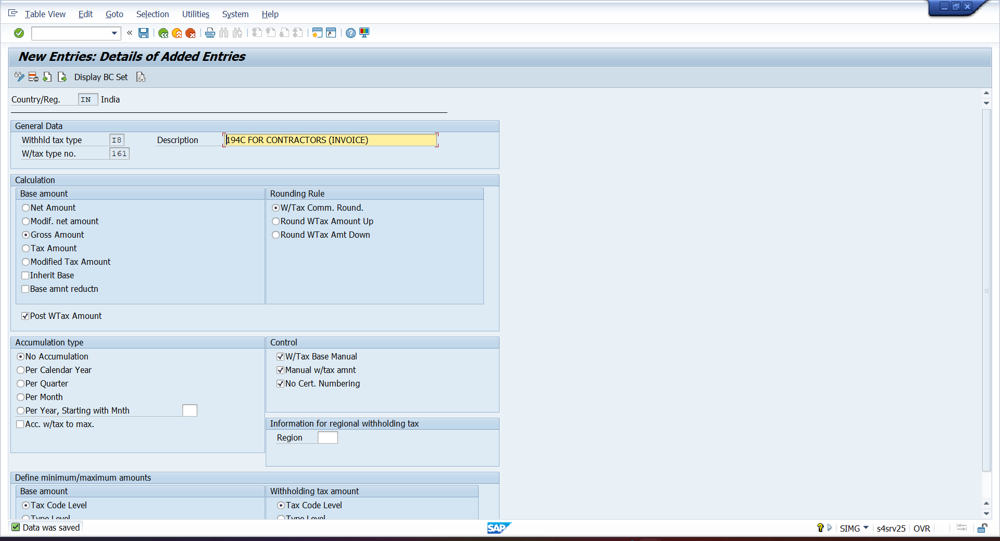 Table View Edit Goto Selection Utilities System Help
New Entries: Details of Added Entries
Display BC Set
Country/Reg. IN India
General Data
Withhld tax type I8 Description 194C FOR CONTRACTORS (INVOICE)
W/tax type no. 161
Calculation
Base amount Rounding Rule
Net Amount W/Tax Comm. Round.
Modif. net amount Round WTax Amount Up
Gross Amount Round WTax Amt Down
Tax Amount
Modified Tax Amount
Inherit Base
Base amnt reductn
Post WTax Amount
Accumulation type Control
No Accumulation W/Tax Base Manual
Per Calendar Year Manual w/tax amnt
Per Quarter No Cert. Numbering
Per Month
Per Year, Starting with Mnth
Acc. w/tax to max. Information for regional withholding tax
Region
Define minimum/maximum amounts
Base amount Withholding tax amount
Tax Code Level Tax Code Level
Type Level Type Level
Data was saved SAP SIMG s4srv25 OVR